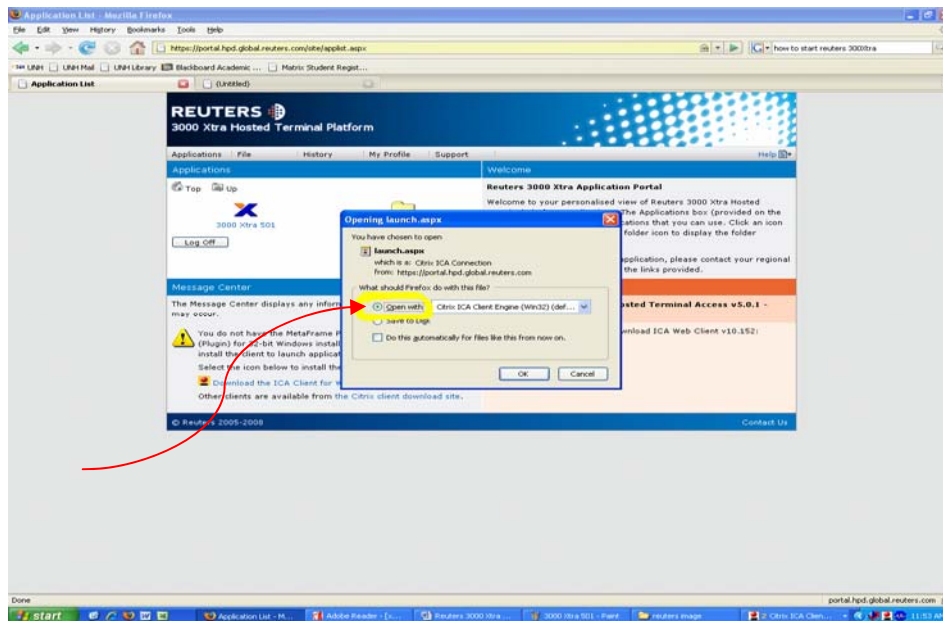 Application List - Mozilla Firefox
File Edit View History Bookmarks Tools Help
https://portal.hpd.global.reuters.com/site/applist.aspx
how to start reuters 3000Xtra
UNH UNH Mail UNH Library Blackboard Academic ... Matrix Student Regist...
Application List (Untitled)
REUTERS
3000 Xtra Hosted Terminal Platform
Applications File History My Profile Support Help
Applications Welcome
Top Up
Reuters 3000 Xtra Application Portal
Welcome to your personalised view of Reuters 3000 Xtra Hosted
The Applications box (provided on the
ations that you can use. Click an icon
folder icon to display the folder
3000 Xtra 501
Log Off
pplication, please contact your regional
the links provided.
Opening launch.aspx
You have chosen to open
launch.aspx
which is a: Citrix ICA Connection
from: https://portal.hpd.global.reuters.com
What should Firefox do with this file?
Open with Citrix ICA Client Engine (Win32) (def...
Save to Disk
Do this automatically for files like this from now on.
OK Cancel
Message Center
The Message Center displays any inform
may occur.
You do not have the MetaFrame P
(Plugin) for 32-bit Windows install
install the client to launch applicat
Select the icon below to install the
Download the ICA Client for
Other clients are available from the Citrix client download site.
osted Terminal Access v5.0.1 -
wnload ICA Web Client v10.152:
© Reuters 2005-2008 Contact Us
Done portal.hpd.global.reuters.com
start Application List - M... Adobe Reader - [s... Reuters 3000 Xtra ... 3000 Xtra 501 - Paint reuters image 2 Citrix ICA Clien... 11:53 AM